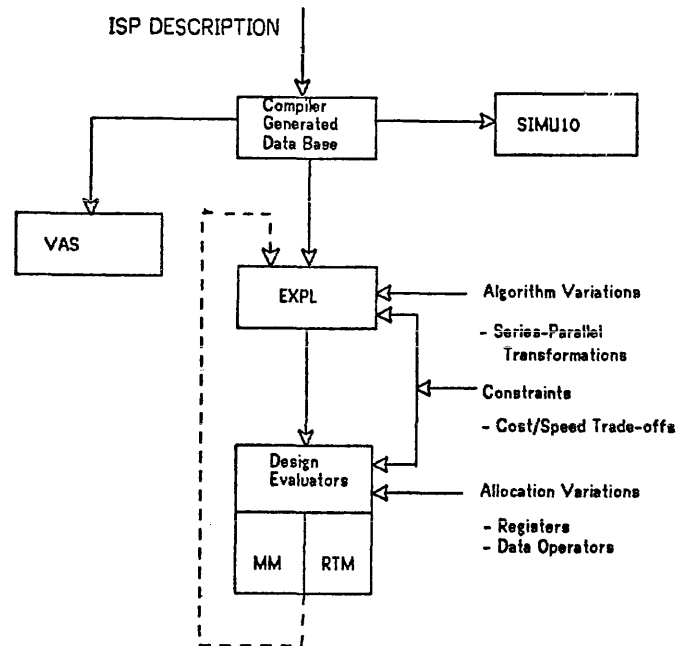 ISP DESCRIPTION
Compiler
Generated
Data Base
SIMU10
VAS
EXPL
Algorithm Variations
- Series-Parallel
Transformations
Constraints
- Cost/Speed Trade-offs
Design
Evaluators
Allocation Variations
- Registers
- Data Operators
MM
RTM